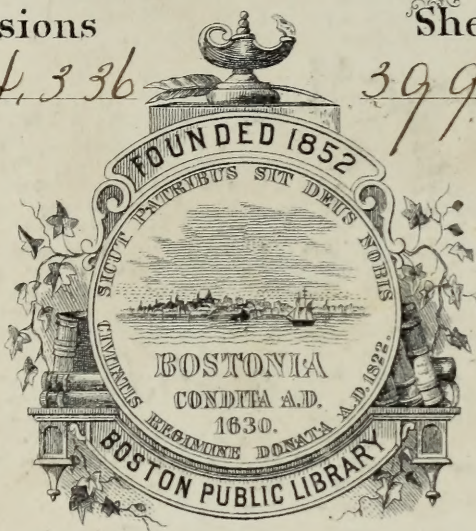 sions
She
4,336
399
FOUNDED 1852
SICUT PATRIBUS SIT DEUS NOBIS
BOSTONIA
CONDITA A.D.
1630.
CIVITATIS REGIMINE DONATA A.D. 1822.
BOSTON PUBLIC LIBRARY